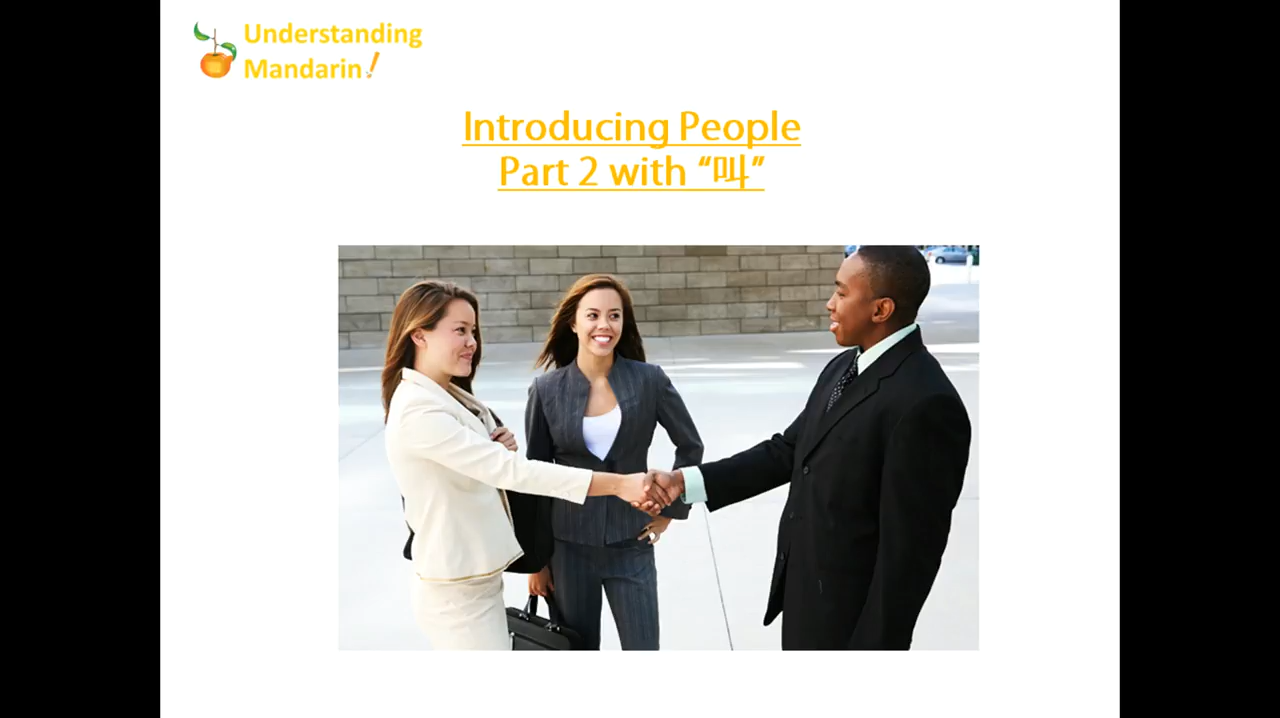 Understanding
Mandarin!
Introducing People
Part 2 with “叫”